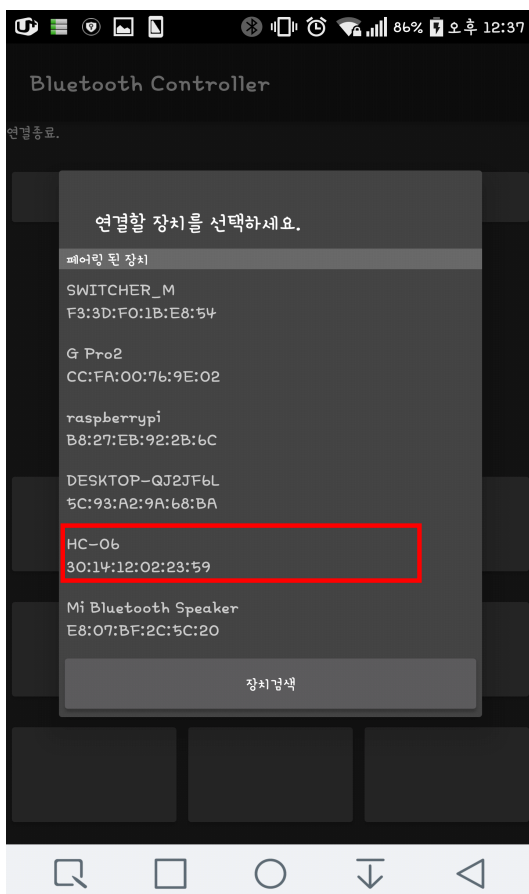 86% 오후 12:37
Bluetooth Controller
연결종료.
연결할 장치를 선택하세요.
페어링 된 장치
SWITCHER_M
F3:3D:F0:1B:E8:54
G Pro2
CC:FA:00:76:9E:02
raspberrypi
B8:27:EB:92:2B:6C
DESKTOP-QJ2JF6L
5C:93:A2:9A:68:BA
HC-06
30:14:12:02:23:59
Mi Bluetooth Speaker
E8:07:BF:2C:5C:20
장치검색